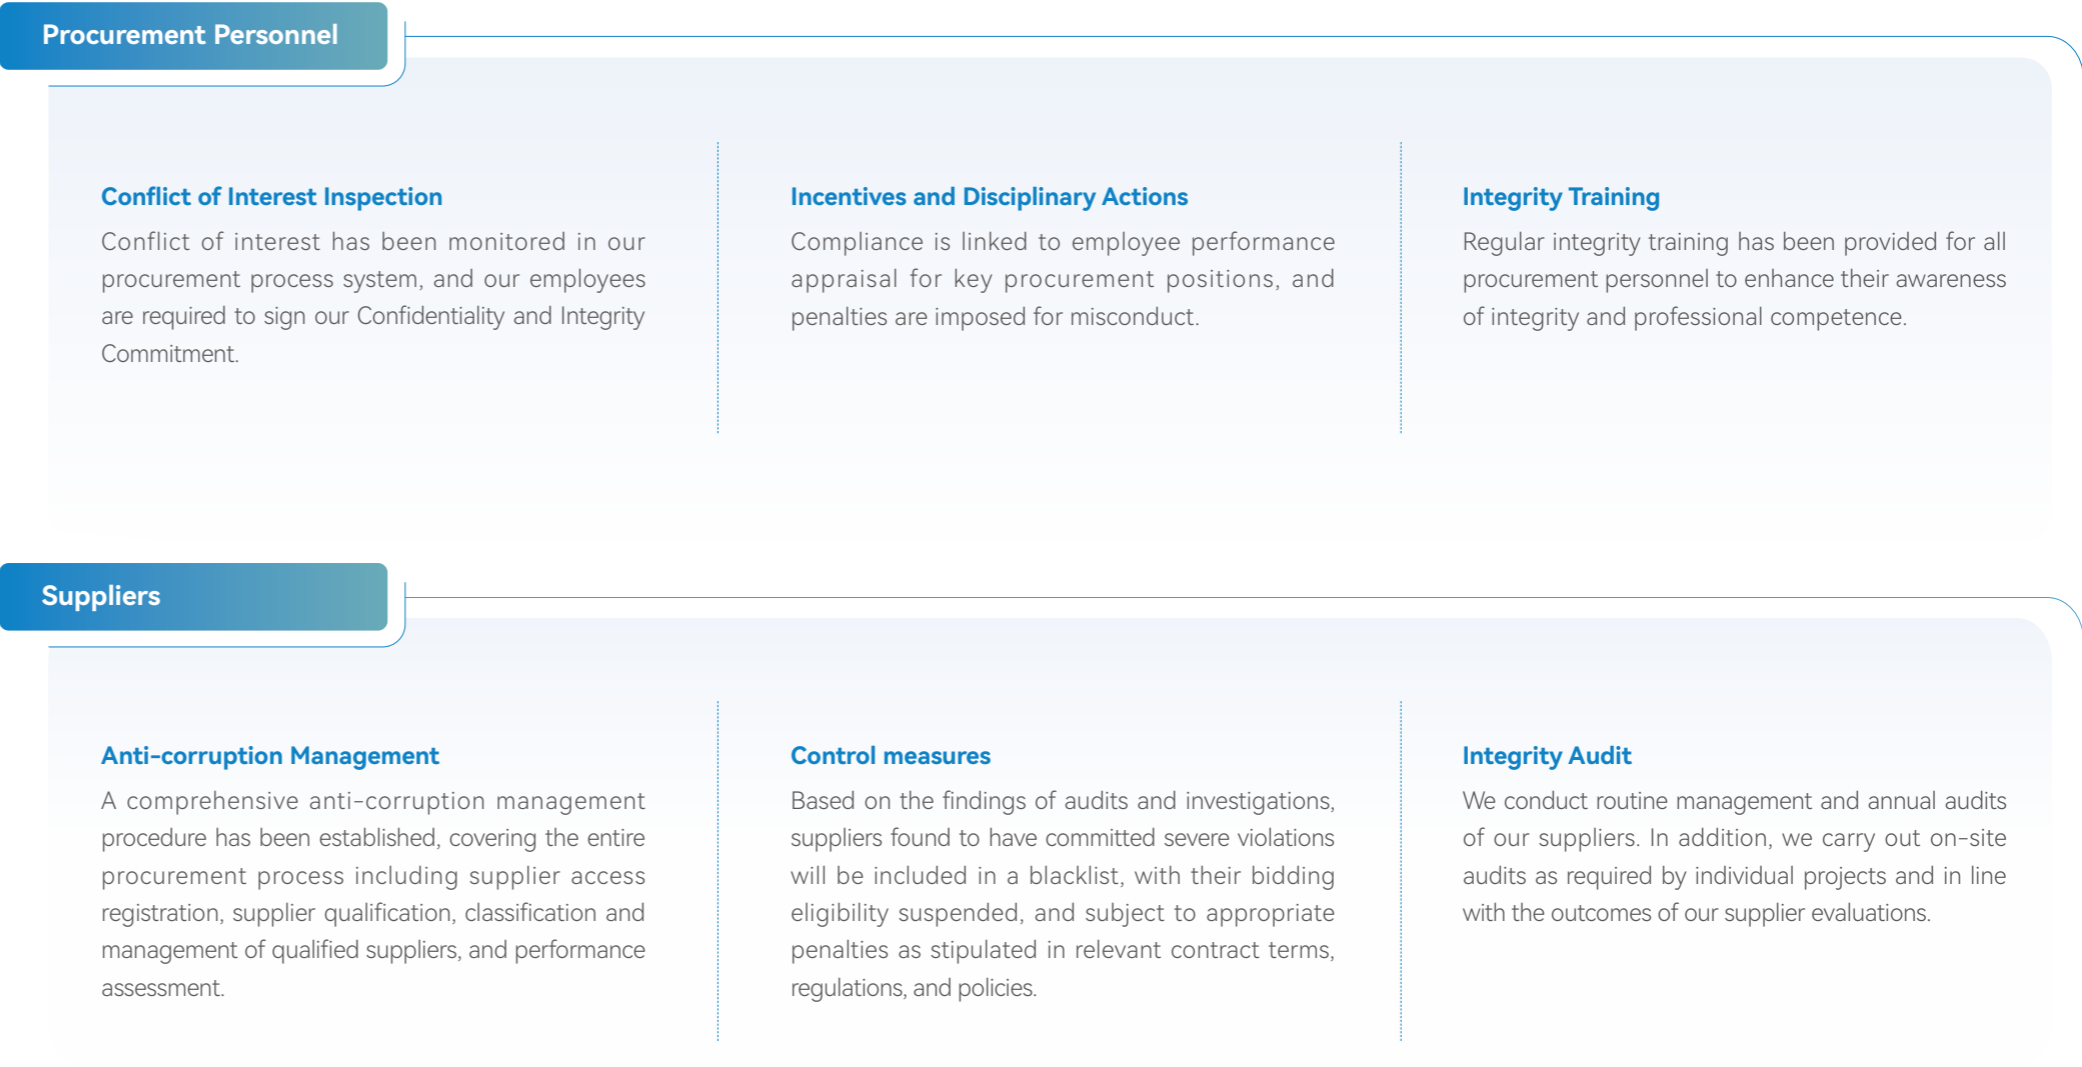 Procurement Personnel
Conflict of Interest Inspection
Conflict of interest has been monitored in our
procurement process system, and our employees
are required to sign our Confidentiality and Integrity
Commitment.
Incentives and Disciplinary Actions
Compliance is linked to employee performance
appraisal for key procurement positions, and
penalties are imposed for misconduct.
Integrity Training
Regular integrity training has been provided for all
procurement personnel to enhance their awareness
of integrity and professional competence.
Suppliers
Anti-corruption Management
A comprehensive anti-corruption management
procedure has been established, covering the entire
procurement process including supplier access
registration, supplier qualification, classification and
management of qualified suppliers, and performance
assessment.
Control measures
Based on the findings of audits and investigations,
suppliers found to have committed severe violations
will be included in a blacklist, with their bidding
eligibility suspended, and subject to appropriate
penalties as stipulated in relevant contract terms,
regulations, and policies.
Integrity Audit
We conduct routine management and annual audits
of our suppliers. In addition, we carry out on-site
audits as required by individual projects and in line
with the outcomes of our supplier evaluations.